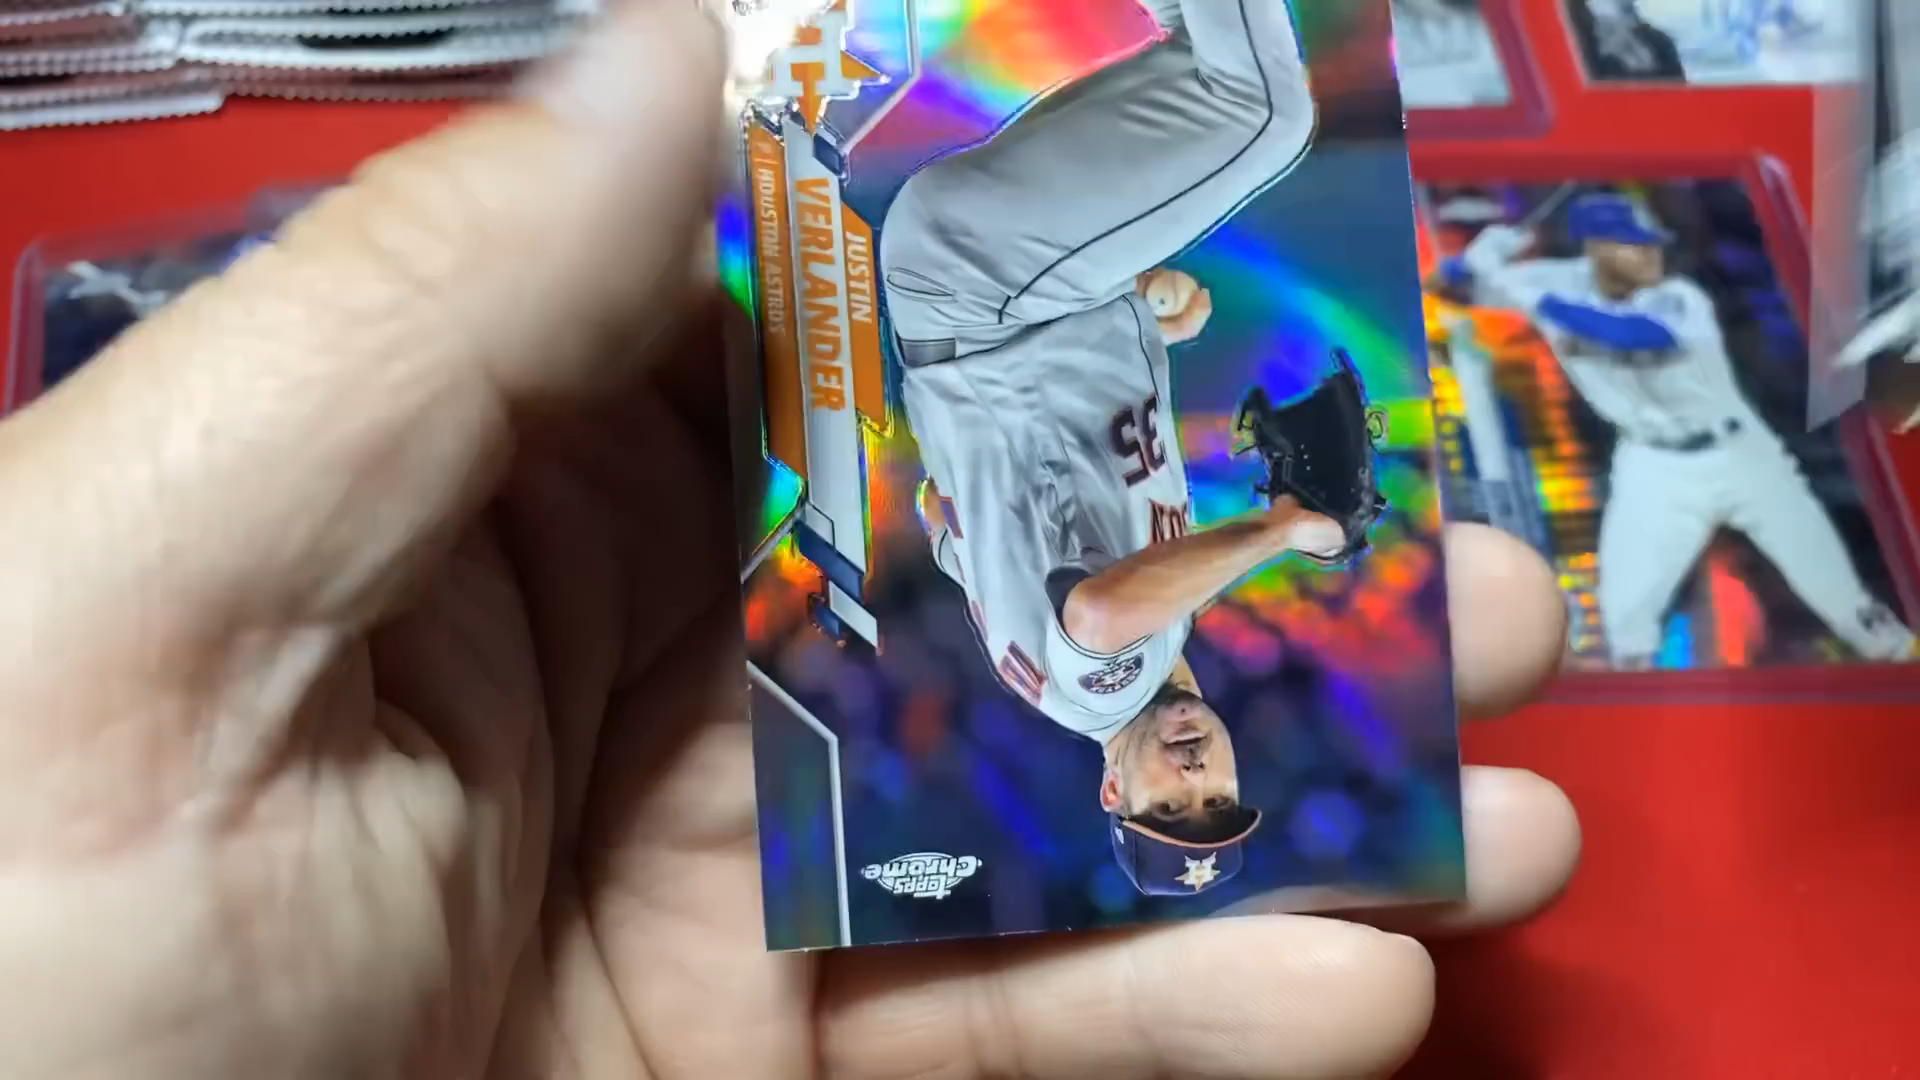 JUSTIN
VERLANDER
P | HOUSTON ASTROS
35
topps
Chrome